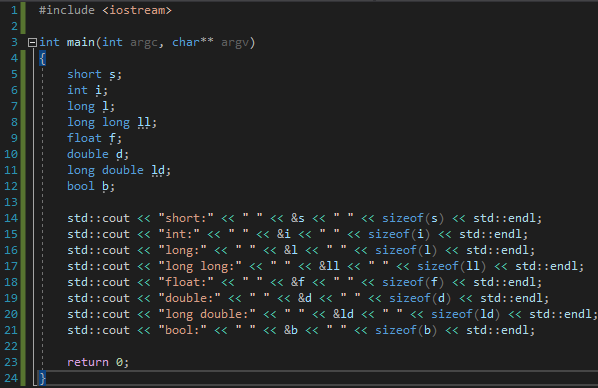 1 #include <iostream>
2
3 int main(int argc, char** argv)
4 {
5 short s;
6 int i;
7 long l;
8 long long ll;
9 float f;
10 double d;
11 long double ld;
12 bool b;
13
14 std::cout << "short:" << " " << &s << " " << sizeof(s) << std::endl;
15 std::cout << "int:" << " " << &i << " " << sizeof(i) << std::endl;
16 std::cout << "long:" << " " << &l << " " << sizeof(l) << std::endl;
17 std::cout << "long long:" << " " << &ll << " " << sizeof(ll) << std::endl;
18 std::cout << "float:" << " " << &f << " " << sizeof(f) << std::endl;
19 std::cout << "double:" << " " << &d << " " << sizeof(d) << std::endl;
20 std::cout << "long double:" << " " << &ld << " " << sizeof(ld) << std::endl;
21 std::cout << "bool:" << " " << &b << " " << sizeof(b) << std::endl;
22
23 return 0;
24 }